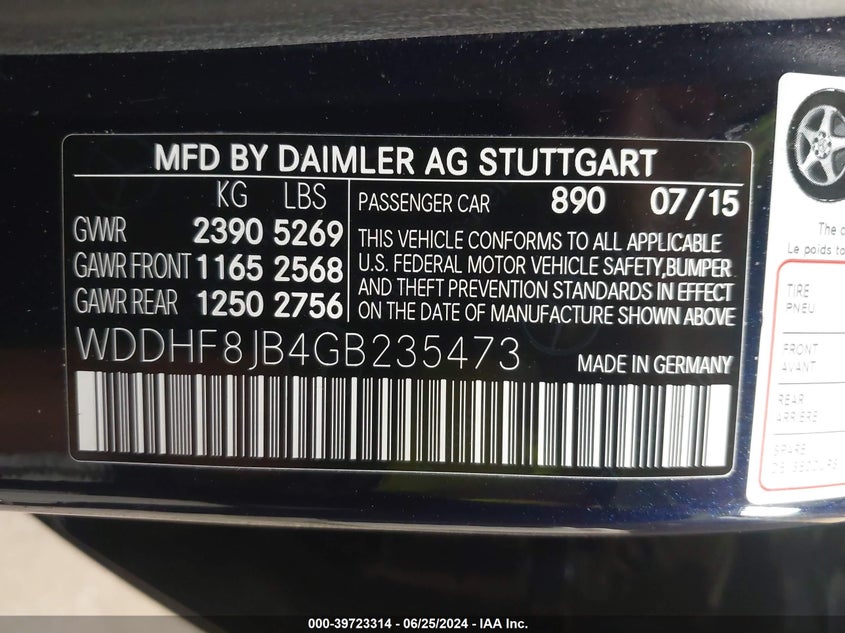 MFD BY DAIMLER AG STUTTGART
KG LBS
GVWR 2390 5269
GAWR FRONT 1165 2568
GAWR REAR 1250 2756
PASSENGER CAR 890 07/15
THIS VEHICLE CONFORMS TO ALL APPLICABLE
U.S. FEDERAL MOTOR VEHICLE SAFETY, BUMPER
AND THEFT PREVENTION STANDARDS IN EFFECT
ON THE DATE OF MANUFACTURE SHOWN ABOVE
WDDHF8JB4GB235473
MADE IN GERMANY
The
Le poids
TIRE
PNEU
FRONT
AVANT
REAR
ARRIÈRE
SPARE
000-39723314 - 06/25/2024 - IAA Inc.